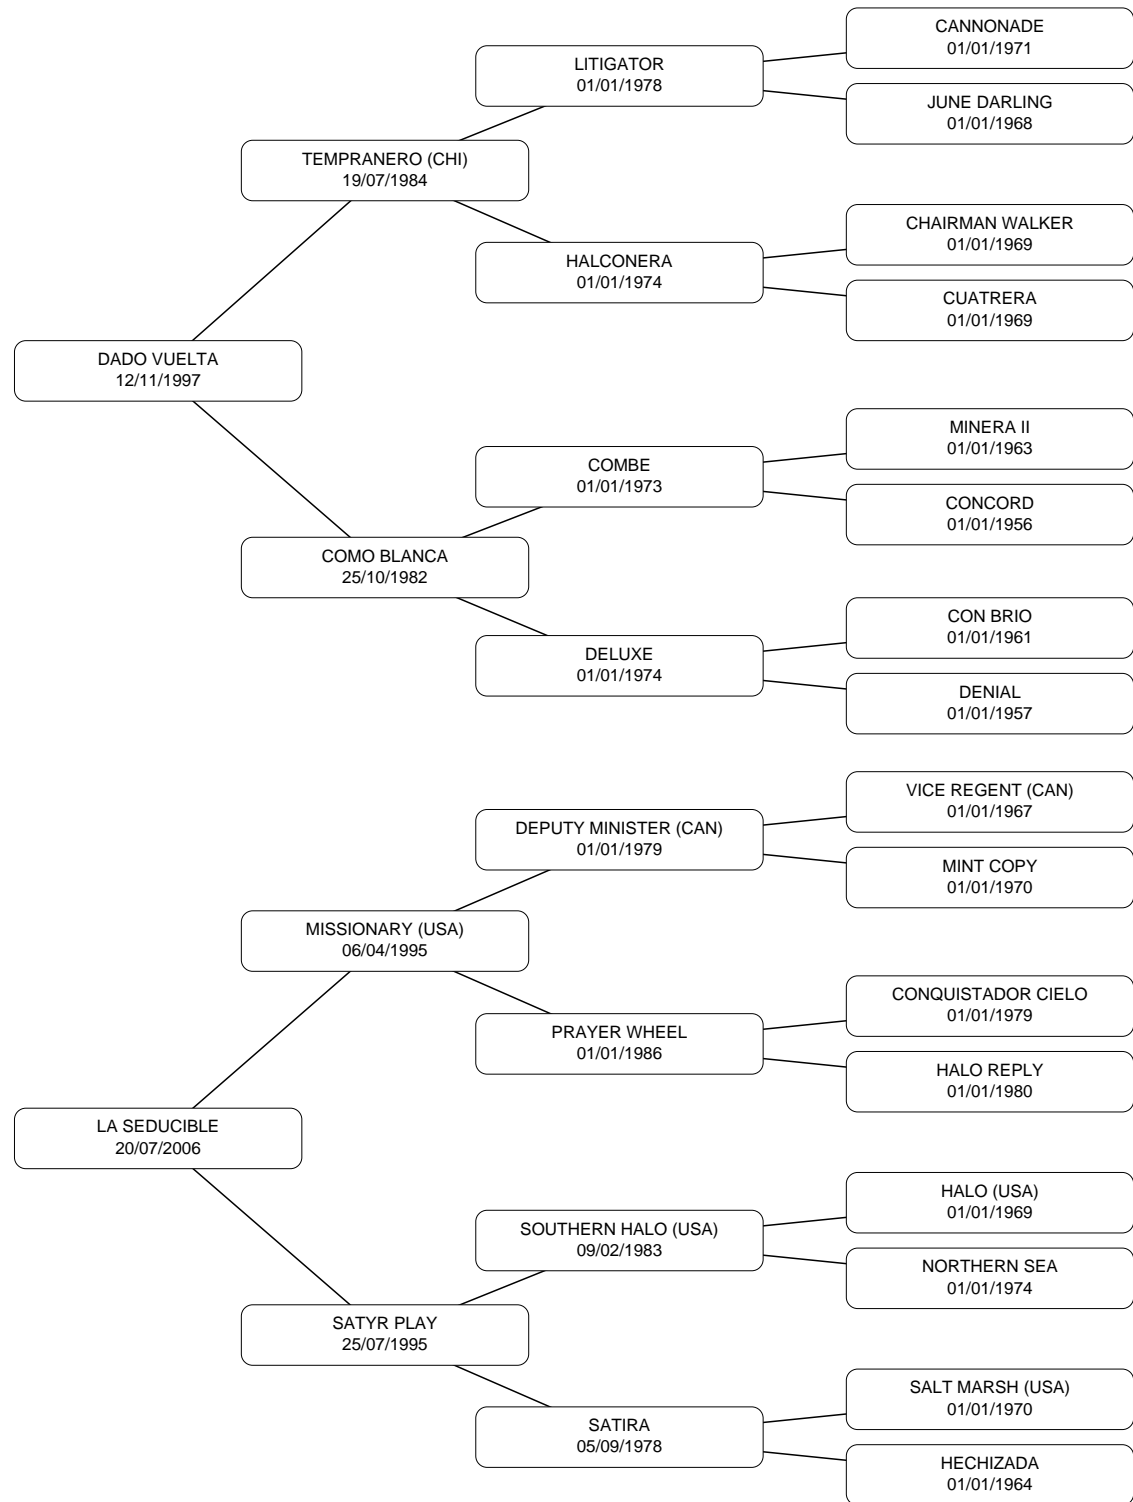 CANNONADE
01/01/1971
LITIGATOR
01/01/1978
JUNE DARLING
01/01/1968
TEMPRANERO (CHI)
19/07/1984
CHAIRMAN WALKER
01/01/1969
HALCONERA
01/01/1974
CUATRERA
01/01/1969
DADO VUELTA
12/11/1997
MINERA II
01/01/1963
COMBE
01/01/1973
CONCORD
01/01/1956
COMO BLANCA
25/10/1982
CON BRIO
01/01/1961
DELUXE
01/01/1974
DENIAL
01/01/1957
VICE REGENT (CAN)
01/01/1967
DEPUTY MINISTER (CAN)
01/01/1979
MINT COPY
01/01/1970
MISSIONARY (USA)
06/04/1995
CONQUISTADOR CIELO
01/01/1979
PRAYER WHEEL
01/01/1986
HALO REPLY
01/01/1980
LA SEDUCIBLE
20/07/2006
HALO (USA)
01/01/1969
SOUTHERN HALO (USA)
09/02/1983
NORTHERN SEA
01/01/1974
SATYR PLAY
25/07/1995
SALT MARSH (USA)
01/01/1970
SATIRA
05/09/1978
HECHIZADA
01/01/1964